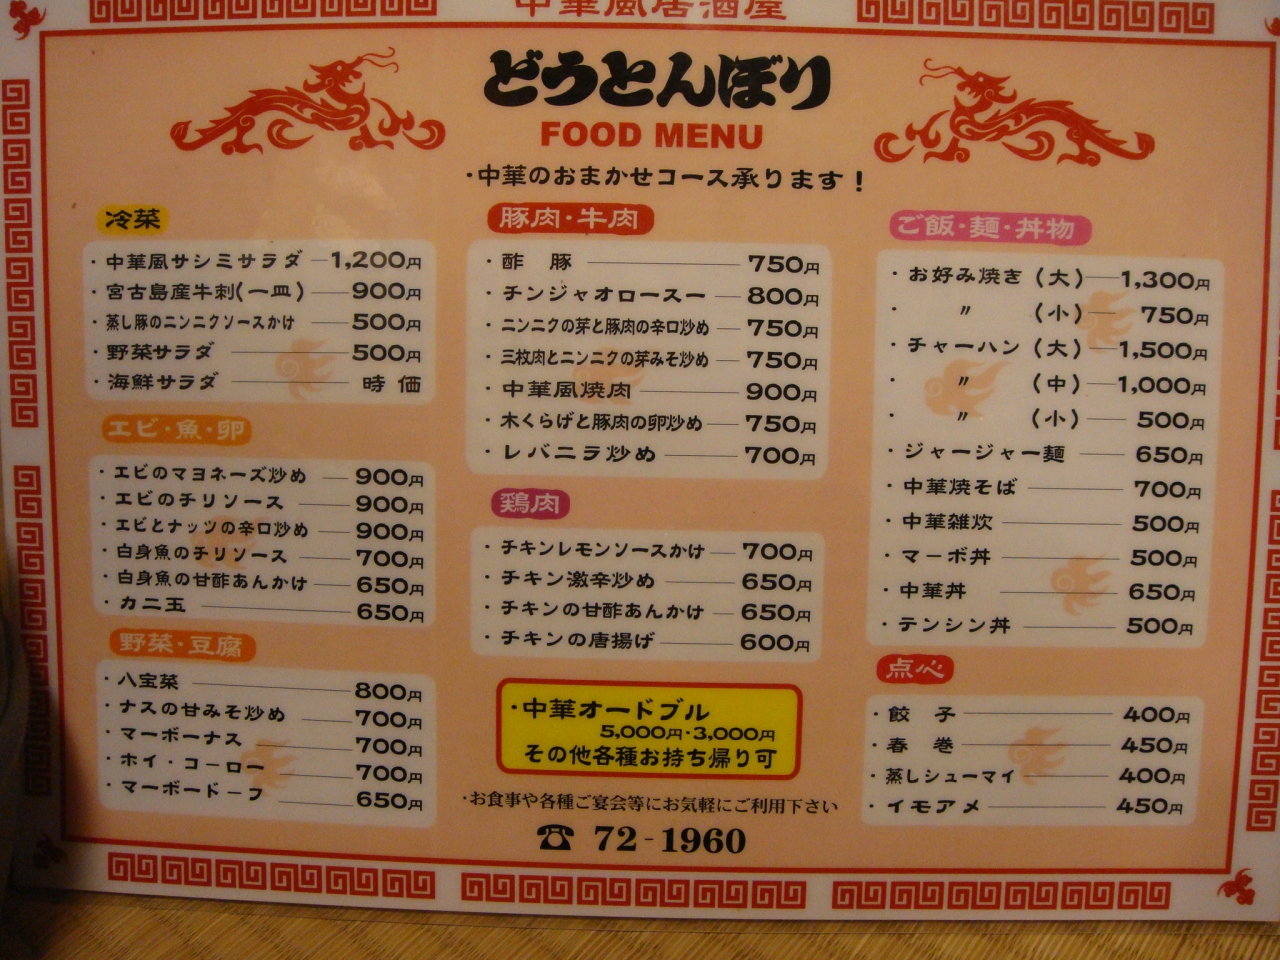 中華風居酒屋
どうとんぼり
FOOD MENU
・中華のおまかせコース承ります！
冷菜
・中華風サシミサラダ 1,200円
・宮古島産牛刺(一皿) 900円
・蒸し豚のニンニクソースかけ 500円
・野菜サラダ 500円
・海鮮サラダ 時価
エビ・魚・卵
・エビのマヨネーズ炒め 900円
・エビのチリソース 900円
・エビとナッツの辛口炒め 900円
・白身魚のチリソース 700円
・白身魚の甘酢あんかけ 650円
・カニ玉 650円
野菜・豆腐
・八宝菜 800円
・ナスの甘みそ炒め 700円
・マーボーナス 700円
・ホイ・コーロー 700円
・マーボードーフ 650円
豚肉・牛肉
・酢豚 750円
・チンジャオロースー 800円
・ニンニクの芽と豚肉の辛口炒め 750円
・三枚肉とニンニクの芽みそ炒め 750円
・中華風焼肉 900円
・木くらげと豚肉の卵炒め 750円
・レバニラ炒め 700円
鶏肉
・チキンレモンソースかけ 700円
・チキン激辛炒め 650円
・チキンの甘酢あんかけ 650円
・チキンの唐揚げ 600円
・中華オードブル
5,000円・3,000円
その他各種お持ち帰り可
・お食事や各種ご宴会等にお気軽にご利用下さい
☎ 72-1960
ご飯・麺・丼物
・お好み焼き(大) 1,300円
・〃(小) 750円
・チャーハン(大) 1,500円
・〃(中) 1,000円
・〃(小) 500円
・ジャージャー麺 650円
・中華焼そば 700円
・中華雑炊 500円
・マーボ丼 500円
・中華丼 650円
・テンシン丼 500円
点心
・餃子 400円
・春巻 450円
・蒸しシューマイ 400円
・イモアメ 450円